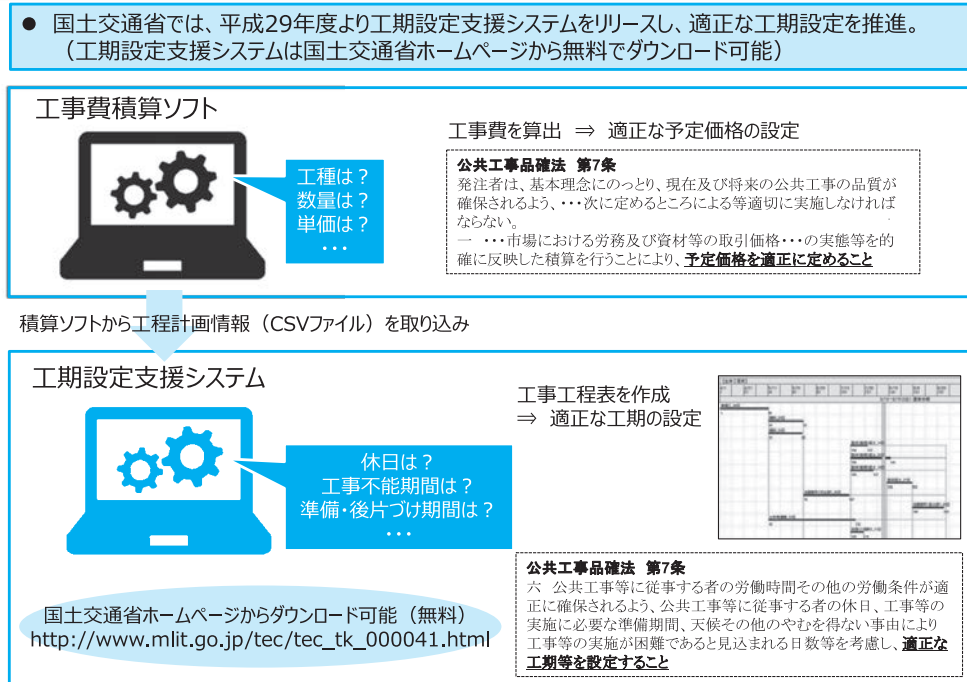 ● 国土交通省では、平成29年度より工期設定支援システムをリリースし、適正な工期設定を推進。
（工期設定支援システムは国土交通省ホームページから無料でダウンロード可能）
工事費積算ソフト
工種は？
数量は？
単価は？
・・・
工事費を算出 ⇒ 適正な予定価格の設定
公共工事品確法 第7条
発注者は、基本理念にのっとり、現在及び将来の公共工事の品質が
確保されるよう、・・・次に定めるところによる等適切に実施しなければ
ならない。
一 ・・・市場における労務及び資材等の取引価格・・・の実態等を的
確に反映した積算を行うことにより、予定価格を適正に定めること
積算ソフトから工程計画情報（CSVファイル）を取り込み
工期設定支援システム
休日は？
工事不能期間は？
準備・後片づけ期間は？
・・・
工事工程表を作成
⇒ 適正な工期の設定
国土交通省ホームページからダウンロード可能（無料）
http://www.mlit.go.jp/tec/tec_tk_000041.html
公共工事品確法 第7条
六 公共工事等に従事する者の労働時間その他の労働条件が適
正に確保されるよう、公共工事等に従事する者の休日、工事等の
実施に必要な準備期間、天候その他のやむを得ない事由により
工事等の実施が困難であると見込まれる日数等を考慮し、適正な
工期等を設定すること